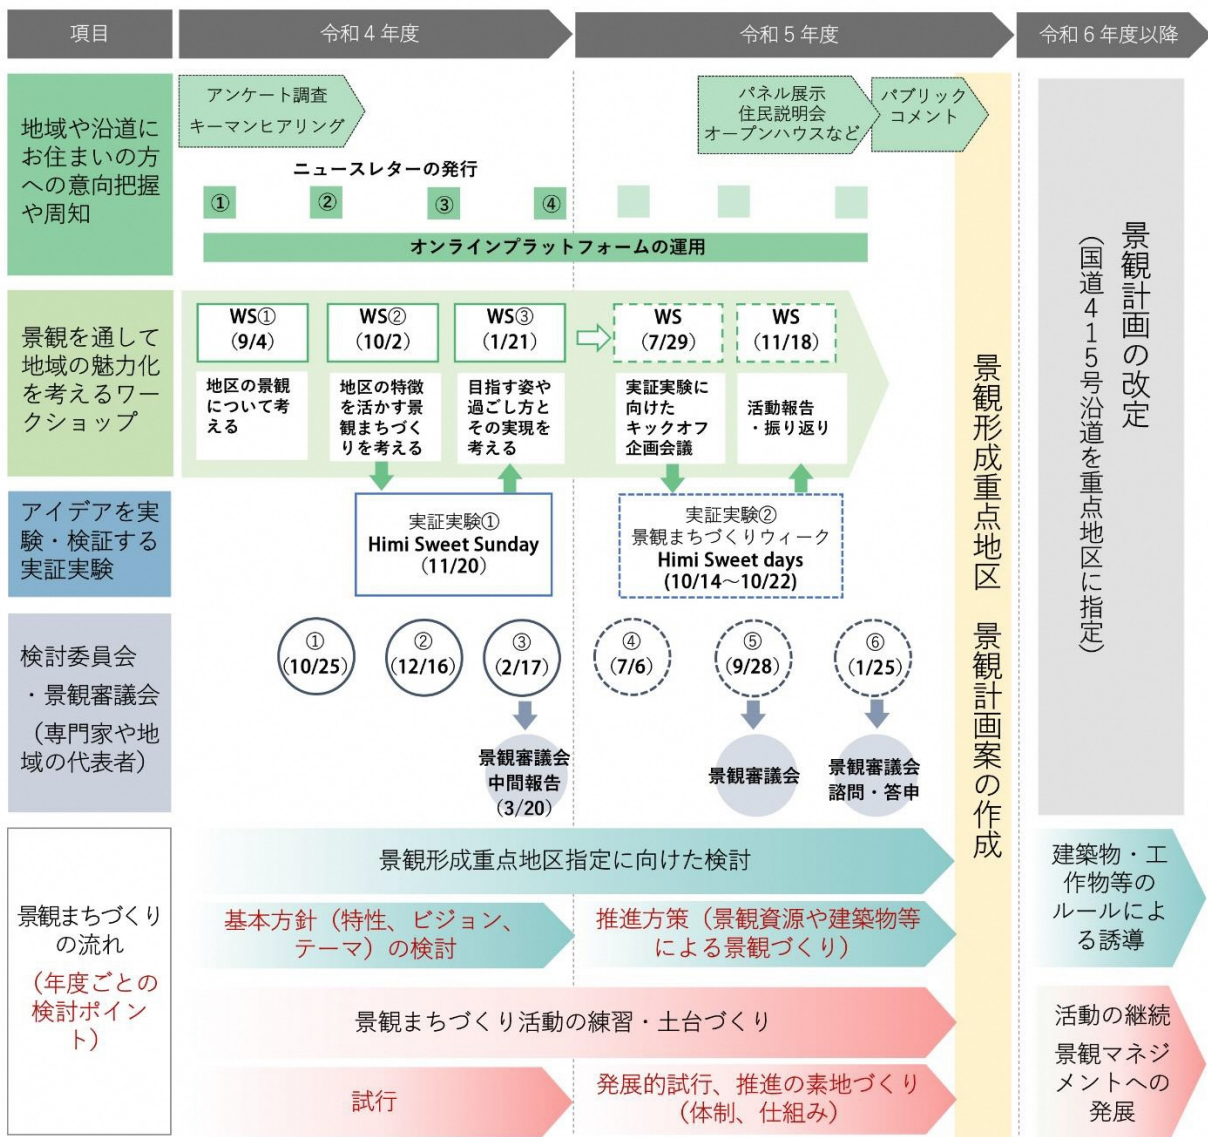 項目
令和４年度
令和５年度
令和６年度以降
地域や沿道に
お住まいの方
への意向把握
や周知
アンケート調査
キーマンヒアリング
パネル展示
住民説明会
オープンハウスなど
パブリック
コメント
ニュースレターの発行
①
②
③
④
オンラインプラットフォームの運用
景観を通して
地域の魅力化
を考えるワー
クショップ
WS①
(9/4)
WS②
(10/2)
WS③
(1/21)
WS
(7/29)
WS
(11/18)
地区の景観
について考
える
地区の特徴
を活かす景
観まちづく
りを考える
目指す姿や
過ごし方と
その実現を
考える
実証実験に
向けた
キックオフ
企画会議
活動報告
・振り返り
アイデアを実
験・検証する
実証実験
実証実験①
Himi Sweet Sunday
(11/20)
実証実験②
景観まちづくりウィーク
Himi Sweet days
(10/14～10/22)
検討委員会
・景観審議会
（専門家や地
域の代表者）
①
(10/25)
②
(12/16)
③
(2/17)
④
(7/6)
⑤
(9/28)
⑥
(1/25)
景観審議会
中間報告
(3/20)
景観審議会
景観審議会
諮問・答申
景観形成重点地区　景観計画案の作成
景観計画の改定
（国道415号沿道を重点地区に指定）
景観まちづくり
の流れ
（年度ごとの
検討ポイン
ト）
景観形成重点地区指定に向けた検討
基本方針（特性、ビジョン、
テーマ）の検討
推進方策（景観資源や建築物等
による景観づくり）
建築物・工
作物等の
ルールによ
る誘導
景観まちづくり活動の練習・土台づくり
試行
発展的試行、推進の素地づくり
（体制、仕組み）
活動の継続
景観マネジ
メントへの
発展